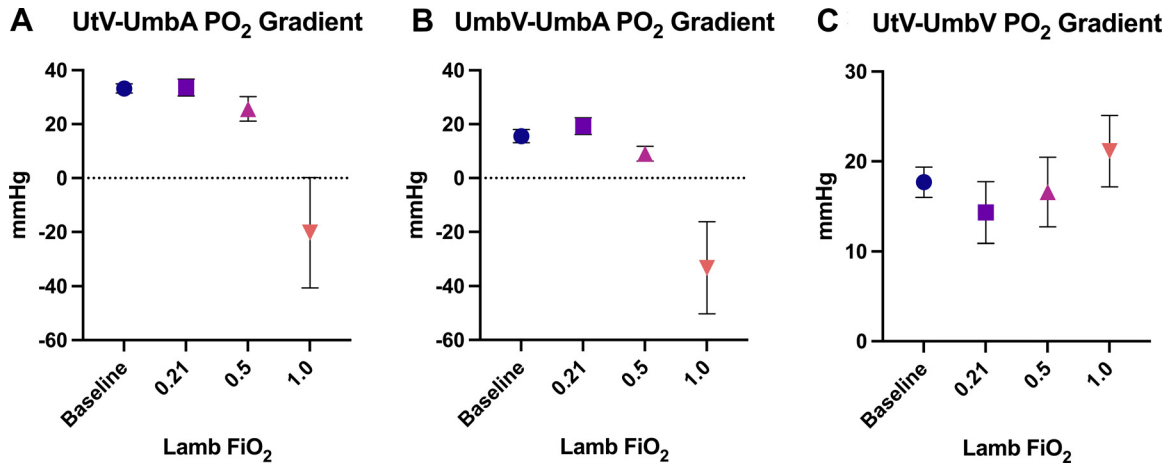 A UtV-UmbA PO2 Gradient
mmHg
40
20
0
-20
-40
-60
Baseline
0.21
0.5
1.0
Lamb FiO2
B UmbV-UmbA PO2 Gradient
mmHg
40
20
0
-20
-40
-60
Baseline
0.21
0.5
1.0
Lamb FiO2
C UtV-UmbV PO2 Gradient
mmHg
30
20
10
0
Baseline
0.21
0.5
1.0
Lamb FiO2